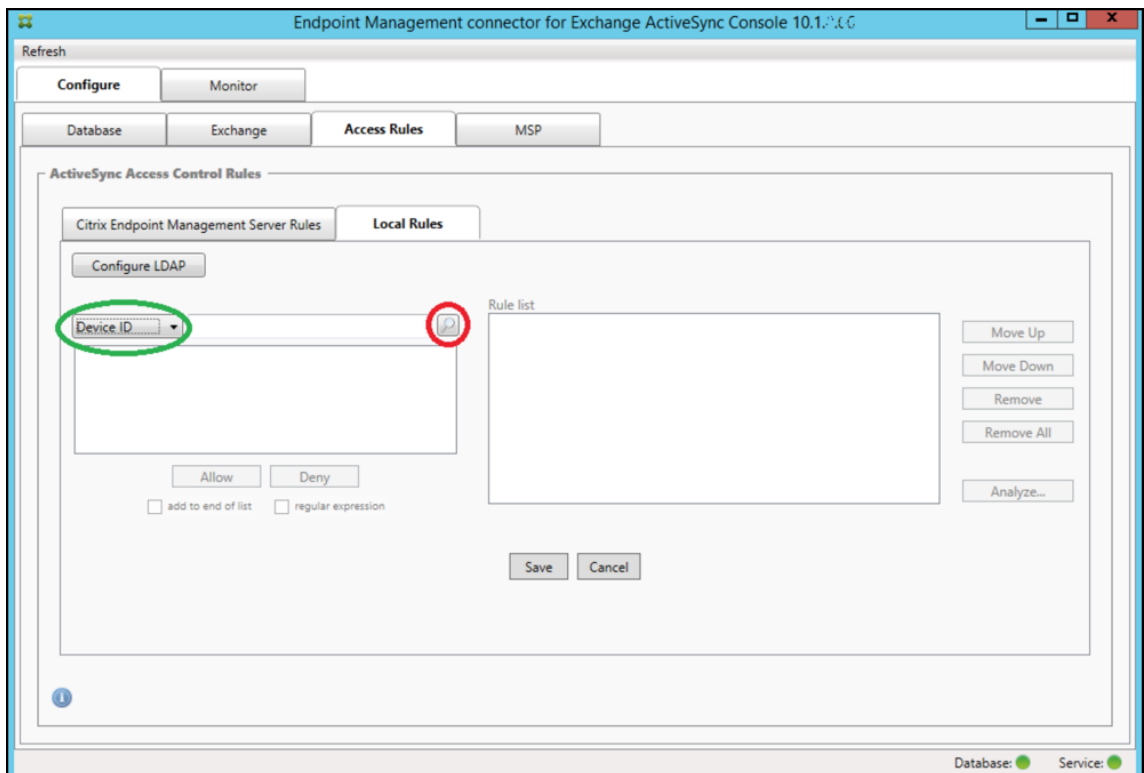 Endpoint Management connector for Exchange ActiveSync Console 10.1.
Refresh
Configure Monitor
Database Exchange Access Rules MSP
ActiveSync Access Control Rules
Citrix Endpoint Management Server Rules Local Rules
Configure LDAP
Rule list
Device ID
Move Up
Move Down
Remove
Remove All
Allow Deny
Analyze...
add to end of list regular expression
Save Cancel
Database: Service: